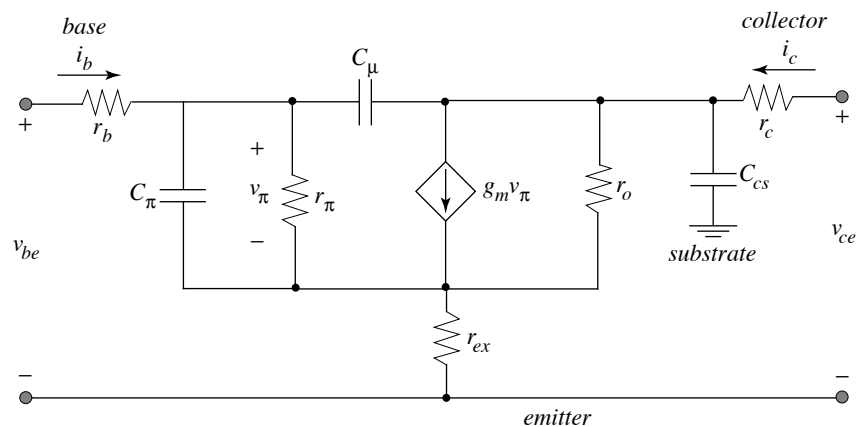 base
i_b
collector
i_c
C_μ
+
r_b
+
r_c
+
C_π
v_π
r_π
g_m v_π
r_o
C_cs
−
substrate
v_be
v_ce
r_ex
−
−
emitter